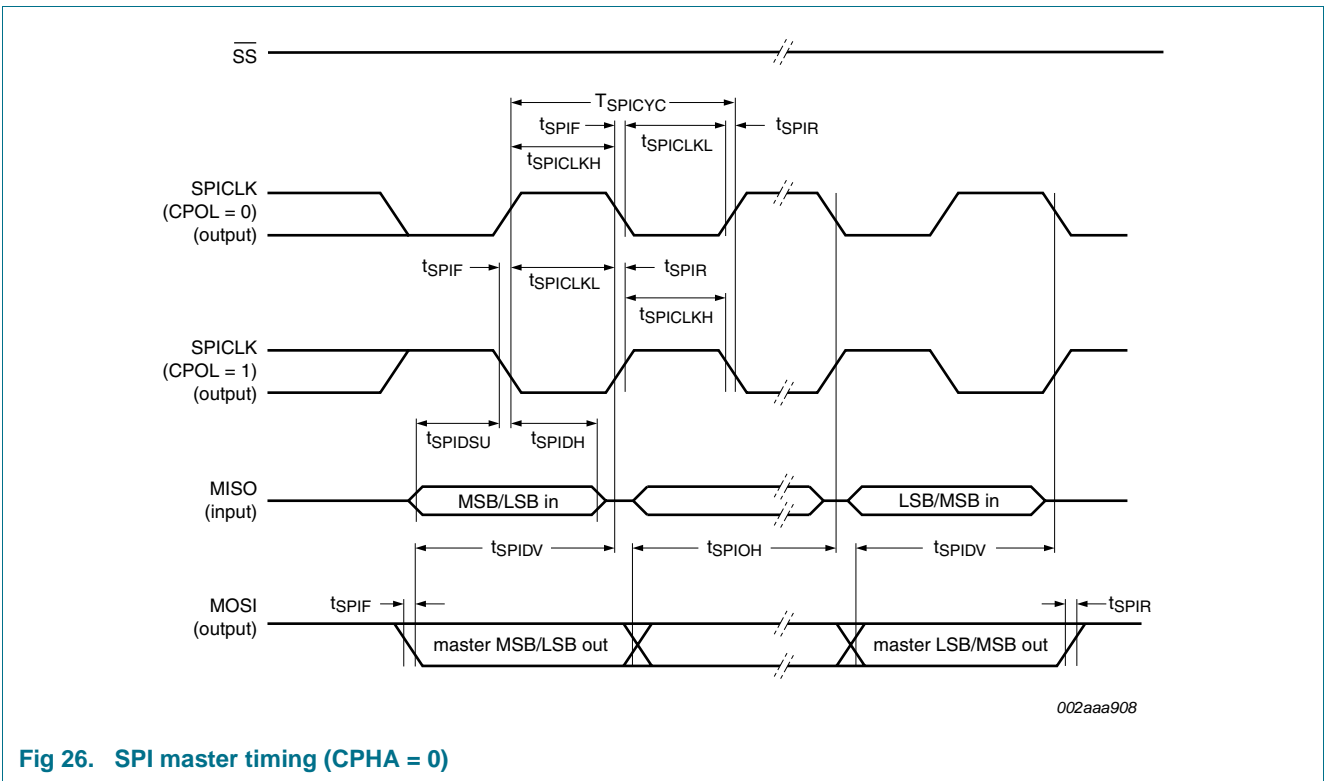 SS
TSPICYC
tSPIF
tSPICLKL
tSPIR
tSPICLKH
SPICLK
(CPOL = 0)
(output)
tSPIF
tSPICLKL
tSPIR
tSPICLKH
SPICLK
(CPOL = 1)
(output)
tSPIDSU
tSPIDH
MISO
(input)
MSB/LSB in
LSB/MSB in
tSPIDV
tSPIOH
tSPIDV
MOSI
(output)
tSPIF
tSPIR
master MSB/LSB out
master LSB/MSB out
002aaa908
Fig 26. SPI master timing (CPHA = 0)